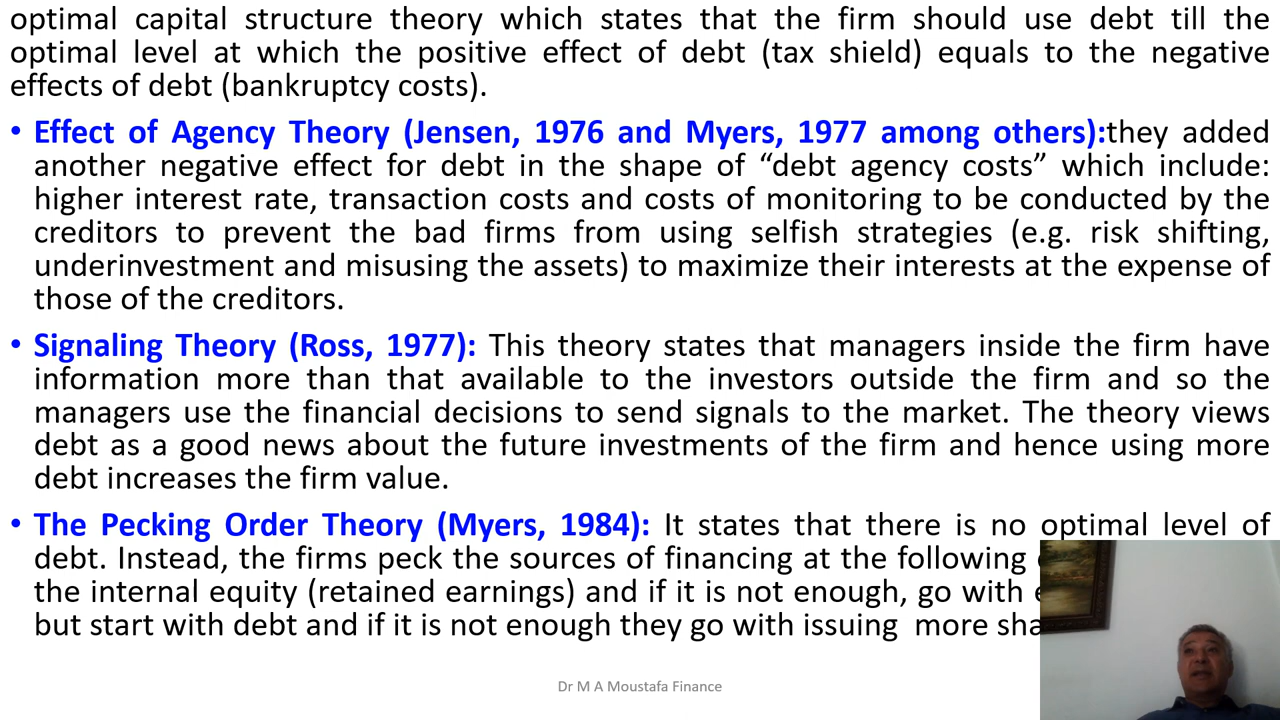 optimal capital structure theory which states that the firm should use debt till the
optimal level at which the positive effect of debt (tax shield) equals to the negative
effects of debt (bankruptcy costs).
• Effect of Agency Theory (Jensen, 1976 and Myers, 1977 among others):they added
another negative effect for debt in the shape of “debt agency costs” which include:
higher interest rate, transaction costs and costs of monitoring to be conducted by the
creditors to prevent the bad firms from using selfish strategies (e.g. risk shifting,
underinvestment and misusing the assets) to maximize their interests at the expense of
those of the creditors.
• Signaling Theory (Ross, 1977): This theory states that managers inside the firm have
information more than that available to the investors outside the firm and so the
managers use the financial decisions to send signals to the market. The theory views
debt as a good news about the future investments of the firm and hence using more
debt increases the firm value.
• The Pecking Order Theory (Myers, 1984): It states that there is no optimal level of
debt. Instead, the firms peck the sources of financing at the following
the internal equity (retained earnings) and if it is not enough, go with
but start with debt and if it is not enough they go with issuing more
Dr M A Moustafa Finance